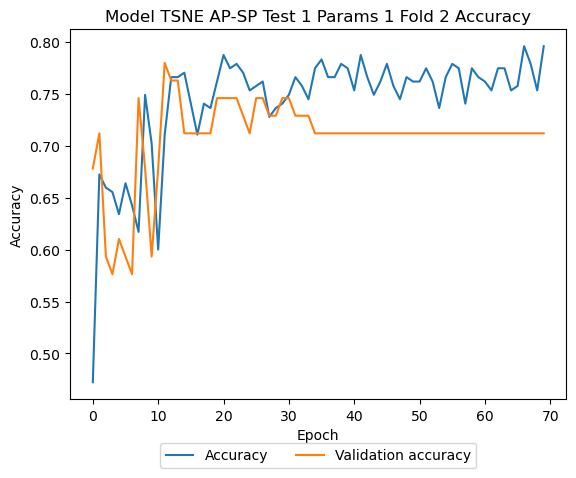 Model TSNE AP-SP Test 1 Params 1 Fold 2 Accuracy
0.80
0.75
0.70
0.65
0.60
0.55
0.50
Accuracy
0 10 20 30 40 50 60 70
Epoch
Accuracy Validation accuracy